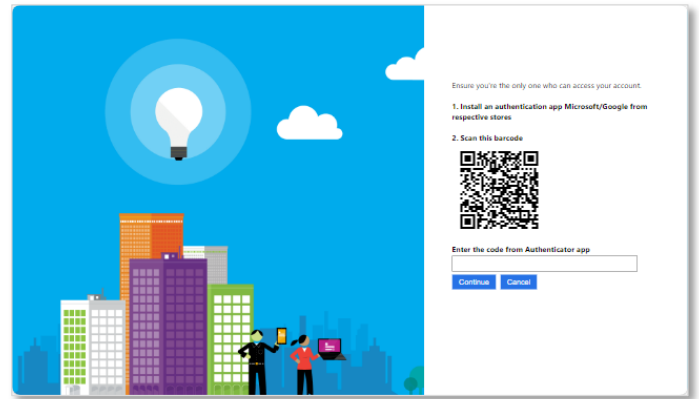 Ensure you're the only one who can access your account.
1. Install an authentication app Microsoft/Google from
respective stores
2. Scan this barcode
Enter the code from Authenticator app
Continue Cancel